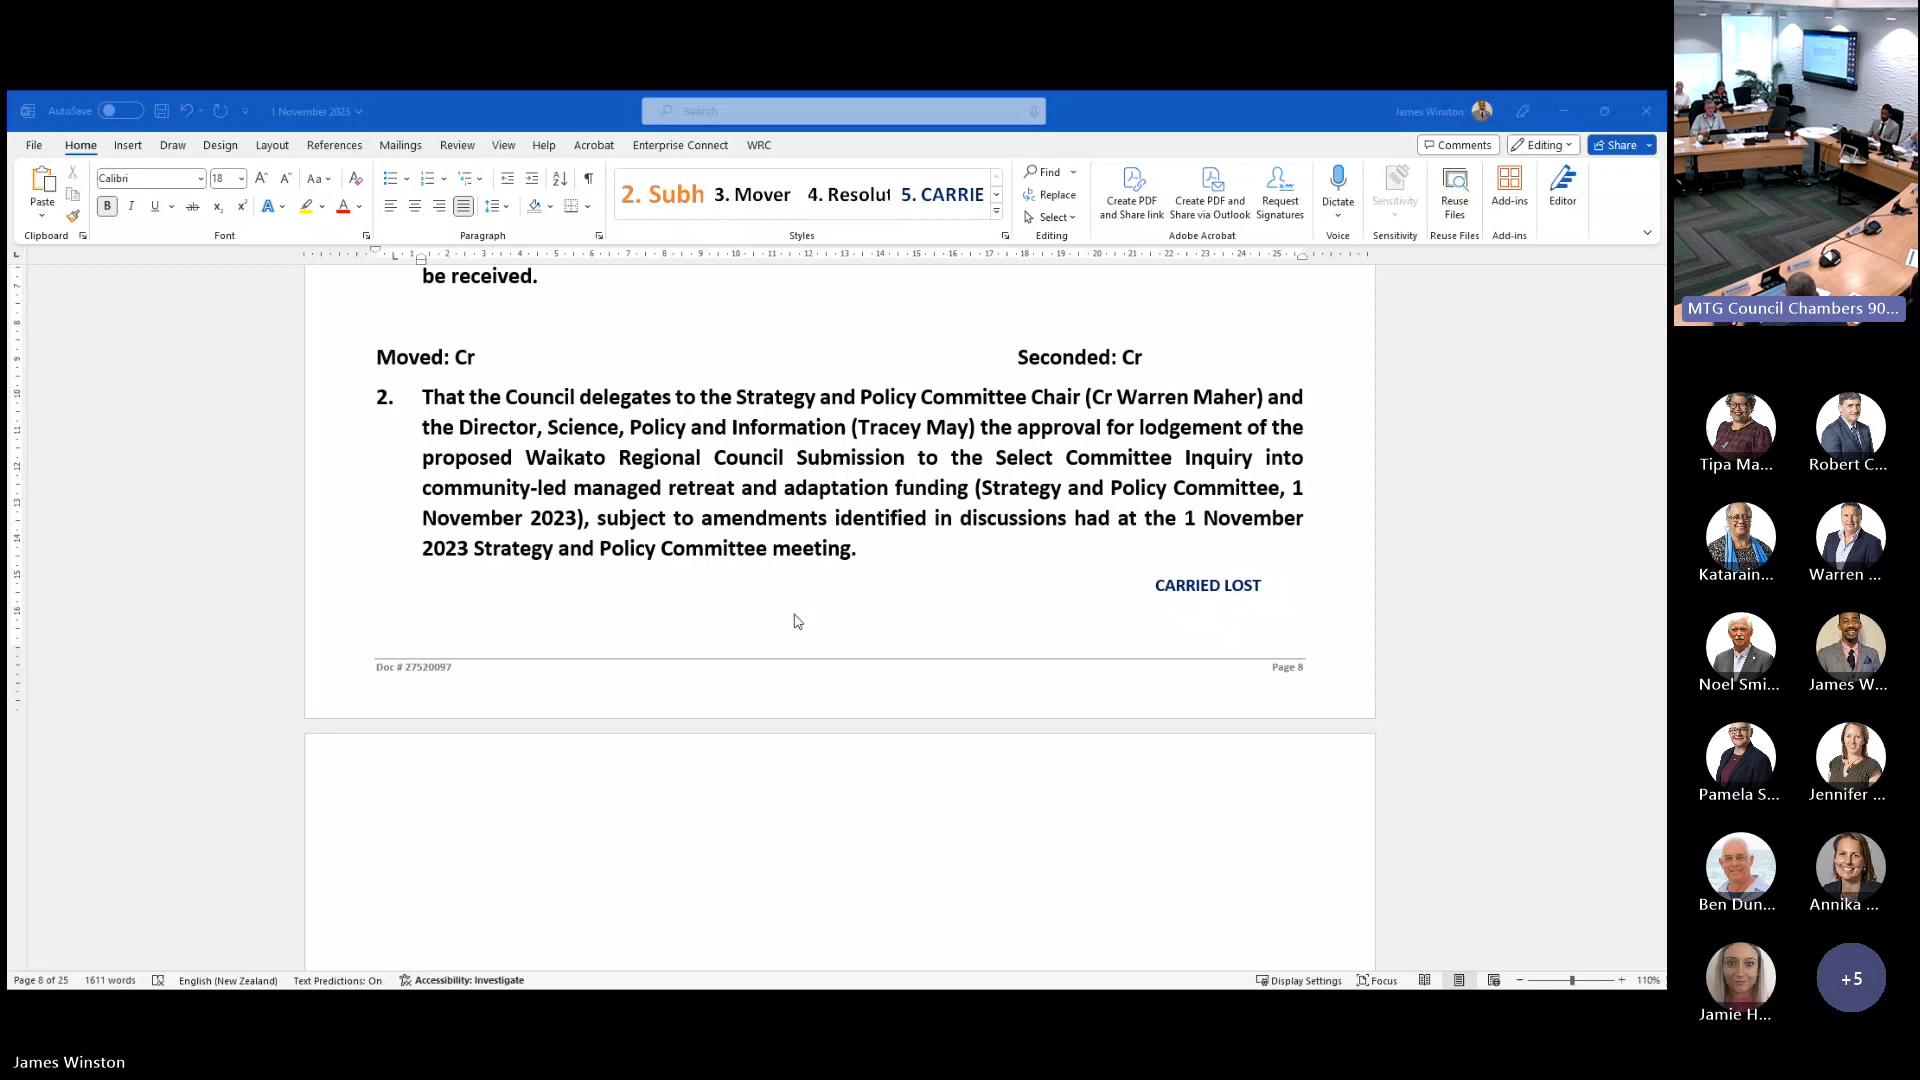 AutoSave
1 November 2023
Search
James Winston
File Home Insert Draw Design Layout References Mailings Review View Help Acrobat Enterprise Connect WRC
Comments Editing Share
Paste
Calibri 18
Aa
2. Subh 3. Mover 4. Resolut 5. CARRIE
Find
Replace
Select
Create PDF and Share link
Create PDF and Share via Outlook
Request Signatures
Dictate
Sensitivity
Reuse Files
Add-ins
Editor
Clipboard Font Paragraph Styles Editing Adobe Acrobat Voice Sensitivity Reuse Files Add-ins
be received.
Moved: Cr Seconded: Cr
2. That the Council delegates to the Strategy and Policy Committee Chair (Cr Warren Maher) and
the Director, Science, Policy and Information (Tracey May) the approval for lodgement of the
proposed Waikato Regional Council Submission to the Select Committee Inquiry into
community-led managed retreat and adaptation funding (Strategy and Policy Committee, 1
November 2023), subject to amendments identified in discussions had at the 1 November
2023 Strategy and Policy Committee meeting.
CARRIED LOST
Doc # 27520097 Page 8
Page 8 of 25 1611 words English (New Zealand) Text Predictions: On Accessibility: Investigate Display Settings Focus 110%
MTG Council Chambers 90...
Tipa Ma... Robert C...
Katarain... Warren ...
Noel Smi... James W...
Pamela S... Jennifer ...
Ben Dun... Annika ...
Jamie H... +5
James Winston